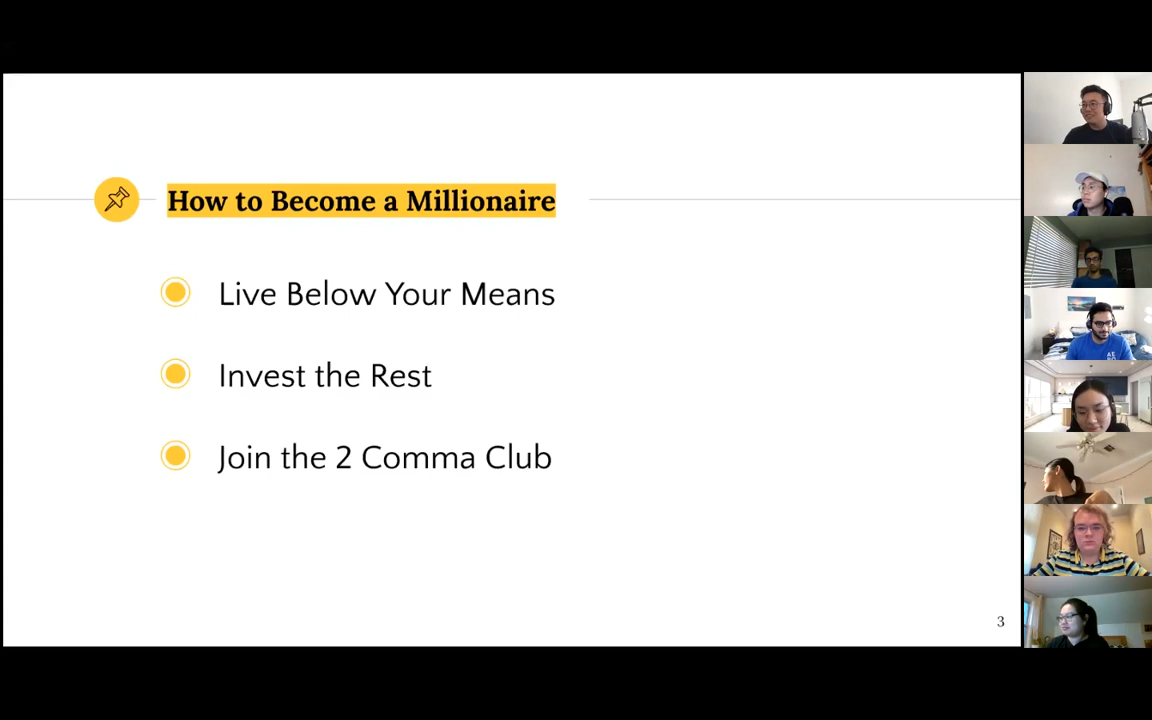 How to Become a Millionaire
Live Below Your Means
Invest the Rest
Join the 2 Comma Club
3